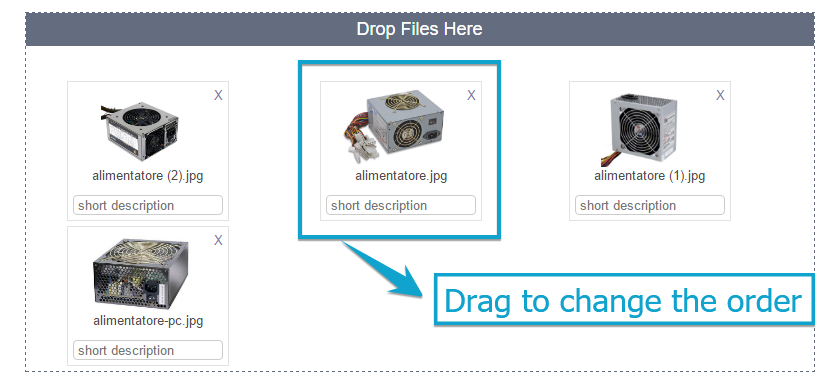 Drop Files Here
X
alimentatore (2).jpg
short description
X
alimentatore.jpg
short description
X
alimentatore (1).jpg
short description
X
alimentatore-pc.jpg
short description
Drag to change the order